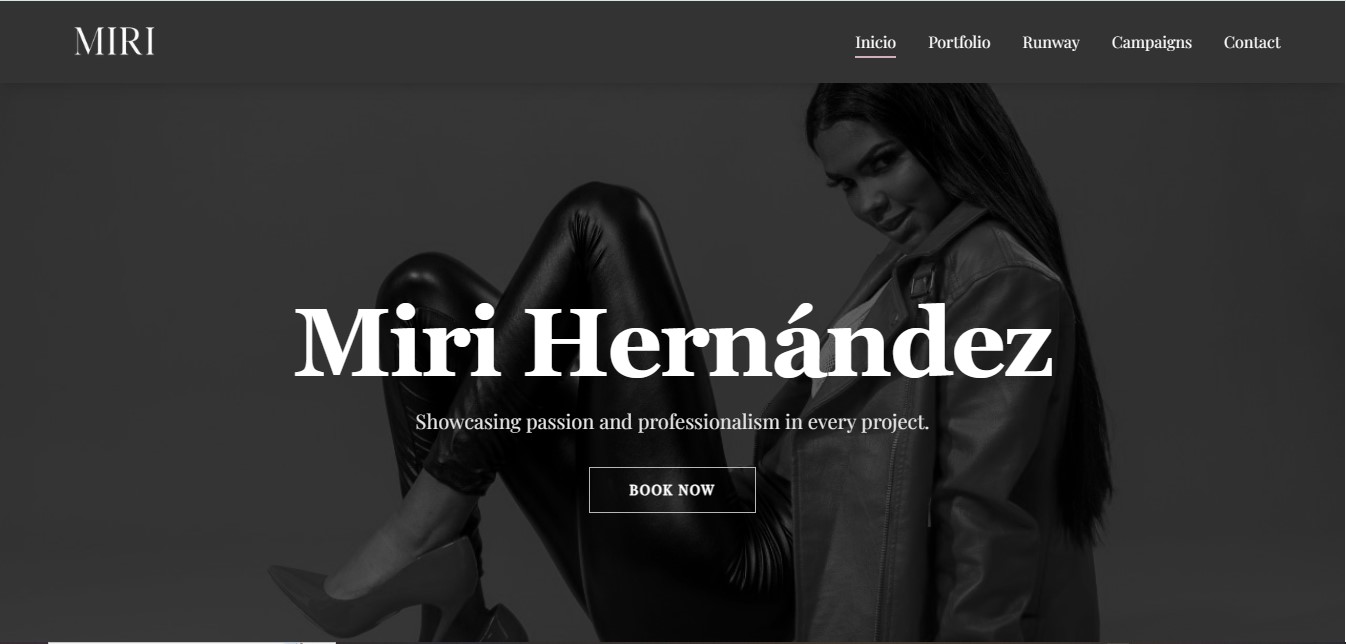 MIRI
Inicio Portfolio Runway Campaigns Contact
Miri Hernández
Showcasing passion and professionalism in every project.
BOOK NOW